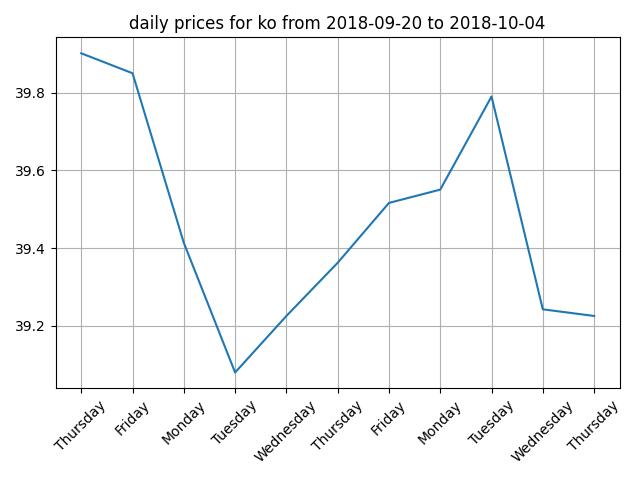 daily prices for ko from 2018-09-20 to 2018-10-04
39.8
39.6
39.4
39.2
Thursday
Friday
Monday
Tuesday
Wednesday
Thursday
Friday
Monday
Tuesday
Wednesday
Thursday